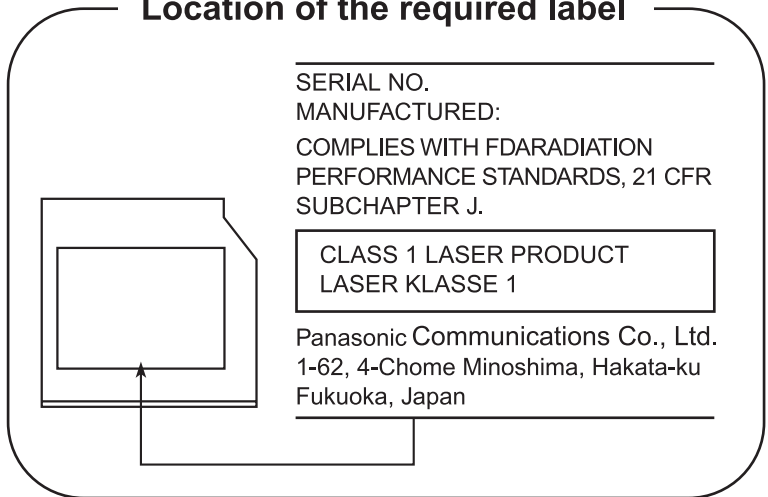 Location of the required label
SERIAL NO.
MANUFACTURED:
COMPLIES WITH FDARADIATION
PERFORMANCE STANDARDS, 21 CFR
SUBCHAPTER J.
CLASS 1 LASER PRODUCT
LASER KLASSE 1
Panasonic Communications Co., Ltd.
1-62, 4-Chome Minoshima, Hakata-ku
Fukuoka, Japan